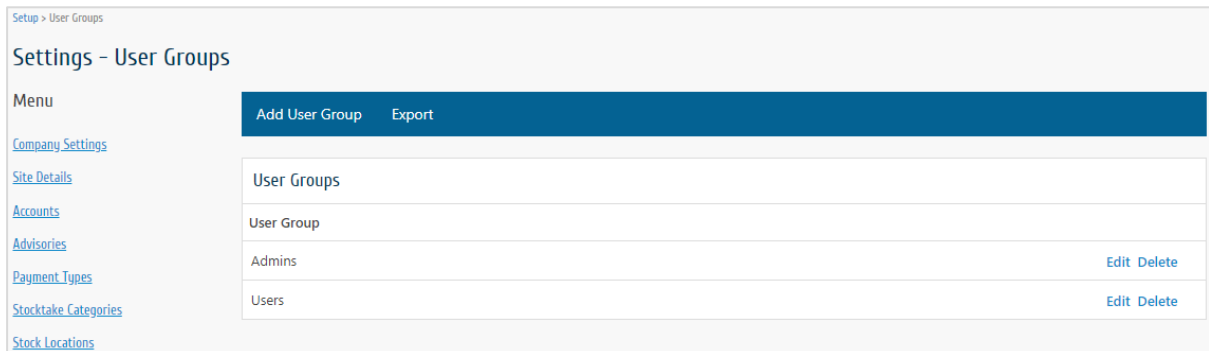 Setup > User Groups
Settings - User Groups
Menu
Company Settings
Site Details
Accounts
Advisories
Payment Types
Stocktake Categories
Stock Locations
Add User Group Export
User Groups
User Group
Admins Edit Delete
Users Edit Delete